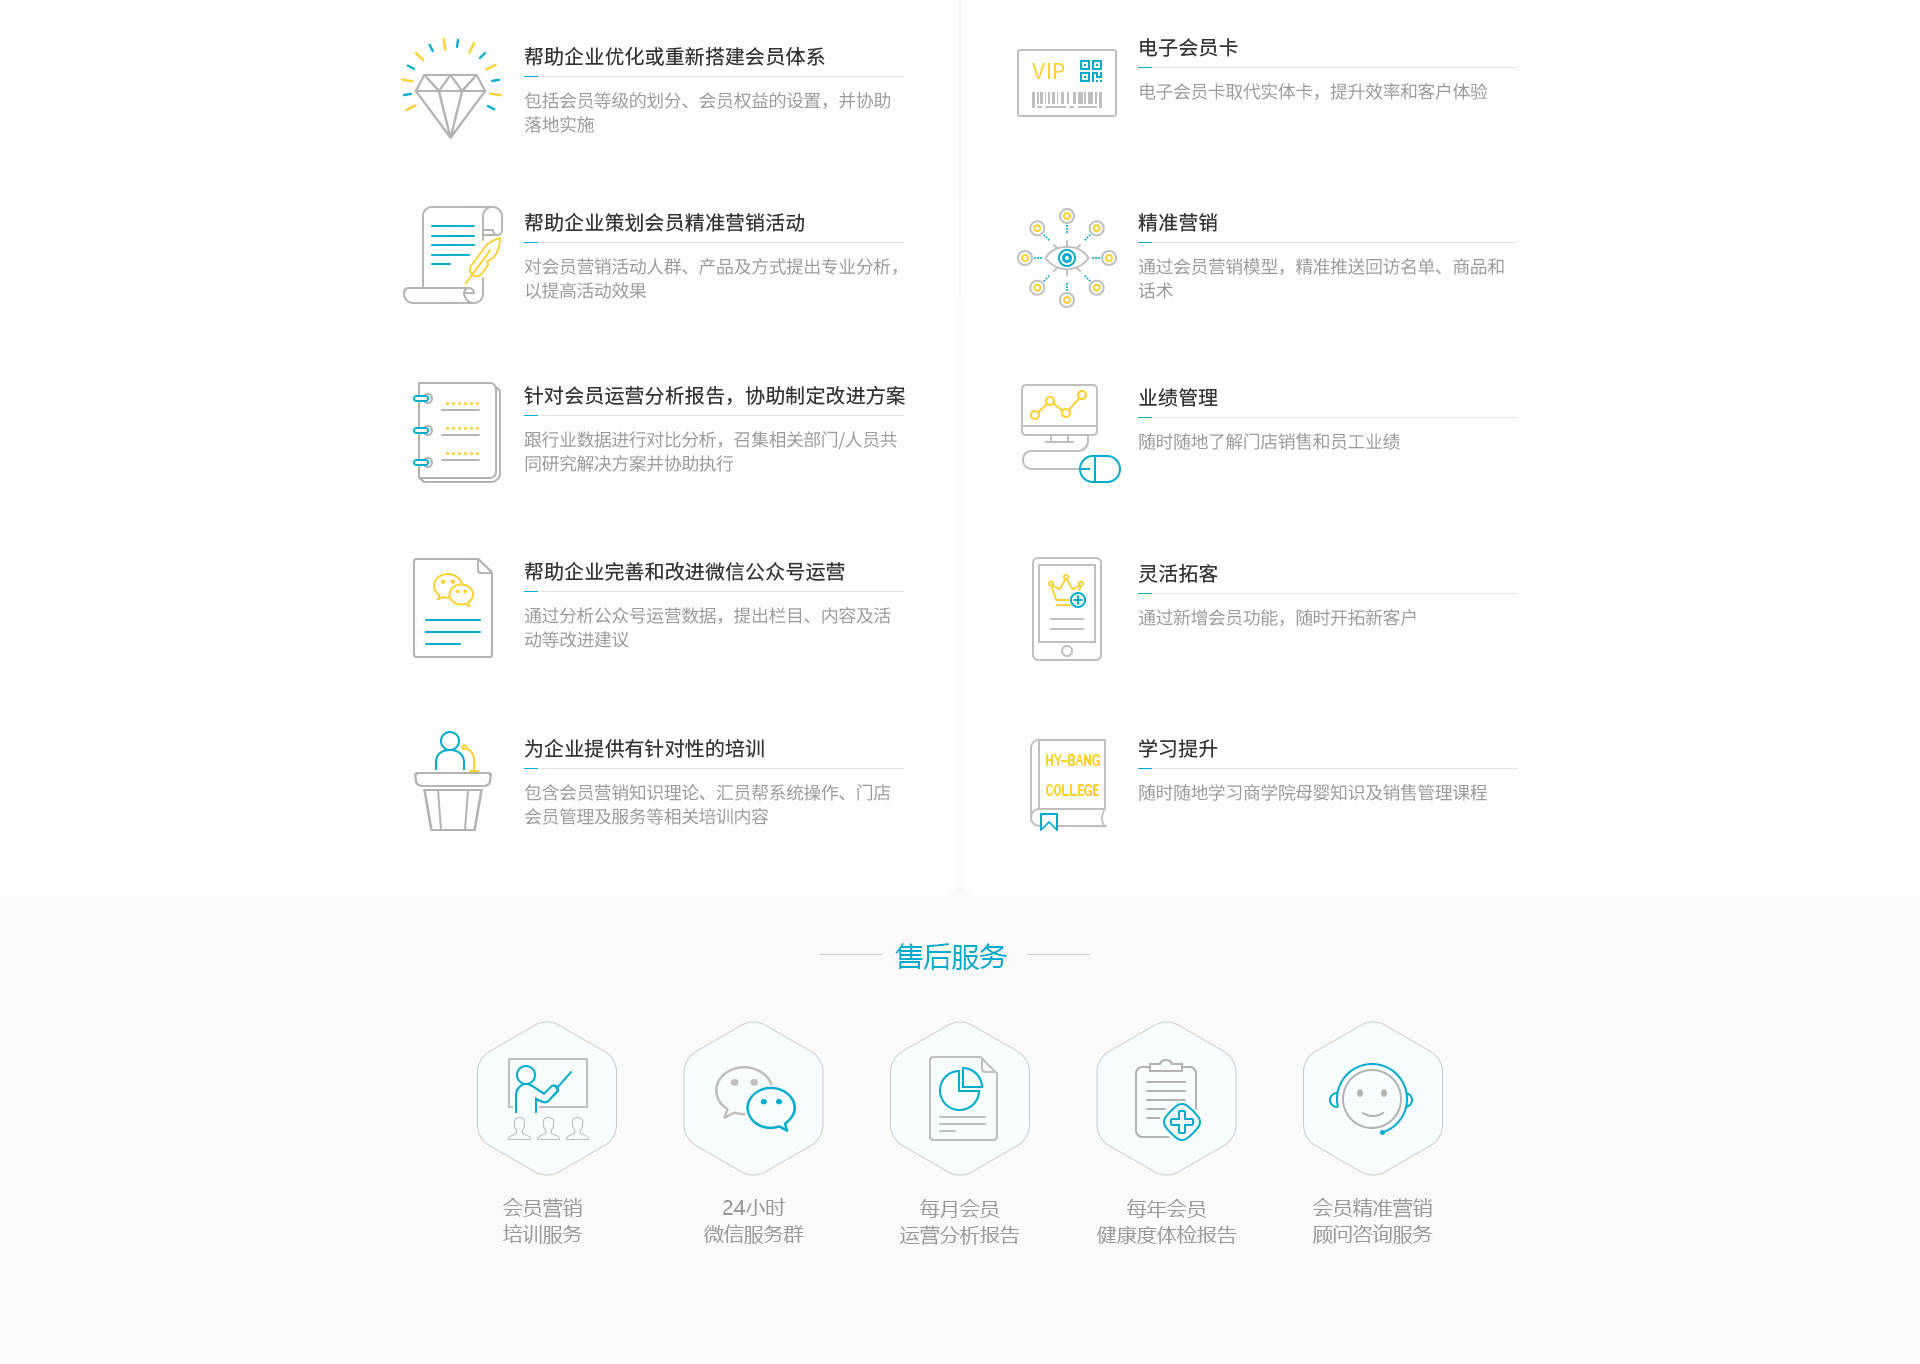 帮助企业优化或重新搭建会员体系
包括会员等级的划分、会员权益的设置，并协助
落地实施
帮助企业策划会员精准营销活动
对会员营销活动人群、产品及方式提出专业分析，
以提高活动效果
针对会员运营分析报告，协助制定改进方案
跟行业数据进行对比分析，召集相关部门/人员共
同研究解决方案并协助执行
帮助企业完善和改进微信公众号运营
通过分析公众号运营数据，提出栏目、内容及活
动等改进建议
为企业提供有针对性的培训
包含会员营销知识理论、汇员帮系统操作、门店
会员管理及服务等相关培训内容
VIP
电子会员卡
电子会员卡取代实体卡，提升效率和客户体验
精准营销
通过会员营销模型，精准推送回访名单、商品和
话术
业绩管理
随时随地了解门店销售和员工业绩
灵活拓客
通过新增会员功能，随时开拓新客户
HY-BANG
COLLEGE
学习提升
随时随地学习商学院母婴知识及销售管理课程
售后服务
会员营销
培训服务
24小时
微信服务群
每月会员
运营分析报告
每年会员
健康度体检报告
会员精准营销
顾问咨询服务